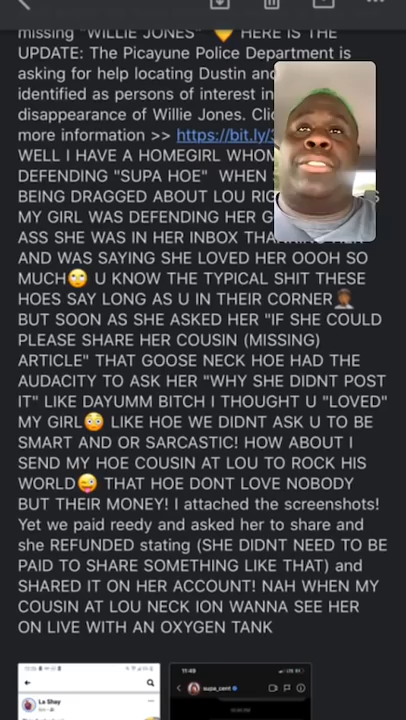 missing "WILLIE JONES" 🧡 HERE IS THE
UPDATE: The Picayune Police Department is
asking for help locating Dustin and
identified as persons of interest in
disappearance of Willie Jones.
more information >> https://bit.ly/
WELL I HAVE A HOMEGIRL
DEFENDING "SUPA HOE" WHEN
BEING DRAGGED ABOUT LOU
MY GIRL WAS DEFENDING HER
ASS SHE WAS IN HER INBOX
AND WAS SAYING SHE LOVED HER OOOH SO
MUCH🙄 U KNOW THE TYPICAL SHIT THESE
HOES SAY LONG AS U IN THEIR CORNER🤷🏾‍♀️
BUT SOON AS SHE ASKED HER "IF SHE COULD
PLEASE SHARE HER COUSIN (MISSING)
ARTICLE" THAT GOOSE NECK HOE HAD THE
AUDACITY TO ASK HER "WHY SHE DIDNT POST
IT" LIKE DAYUMM BITCH I THOUGHT U "LOVED"
MY GIRL😳 LIKE HOE WE DIDNT ASK U TO BE
SMART AND OR SARCASTIC! HOW ABOUT I
SEND MY HOE COUSIN AT LOU TO ROCK HIS
WORLD😜 THAT HOE DONT LOVE NOBODY
BUT THEIR MONEY! I attached the screenshots!
Yet we paid reedy and asked her to share and
she REFUNDED stating (SHE DIDNT NEED TO BE
PAID TO SHARE SOMETHING LIKE THAT) and
SHARED IT ON HER ACCOUNT! NAH WHEN MY
COUSIN AT LOU NECK ION WANNA SEE HER
ON LIVE WITH AN OXYGEN TANK
La Shay
11:49
supa_cent